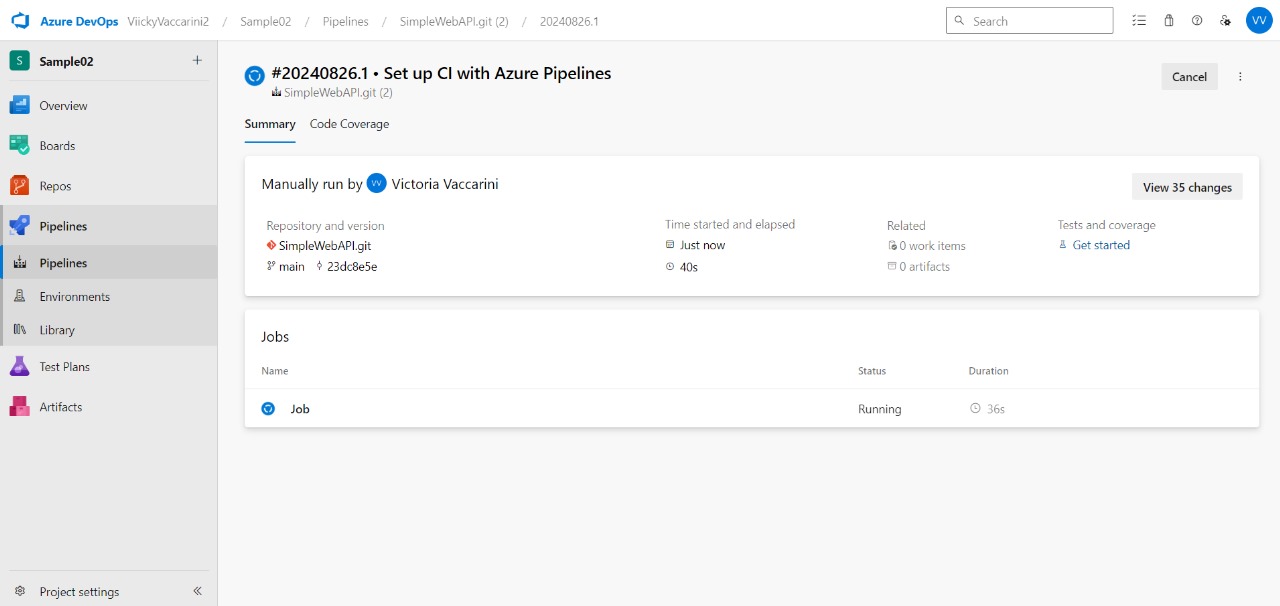 Azure DevOps ViickyVaccarini2 / Sample02 / Pipelines / SimpleWebAPI.git (2) / 20240826.1 Search VV
S Sample02 +
Overview
Boards
Repos
Pipelines
Pipelines
Environments
Library
Test Plans
Artifacts
Project settings
#20240826.1 • Set up CI with Azure Pipelines
SimpleWebAPI.git (2)
Cancel
Summary Code Coverage
Manually run by VV Victoria Vaccarini
View 35 changes
Repository and version Time started and elapsed Related Tests and coverage
SimpleWebAPI.git Just now 0 work items Get started
main 23dc8e5e 40s 0 artifacts
Jobs
Name Status Duration
Job Running 36s